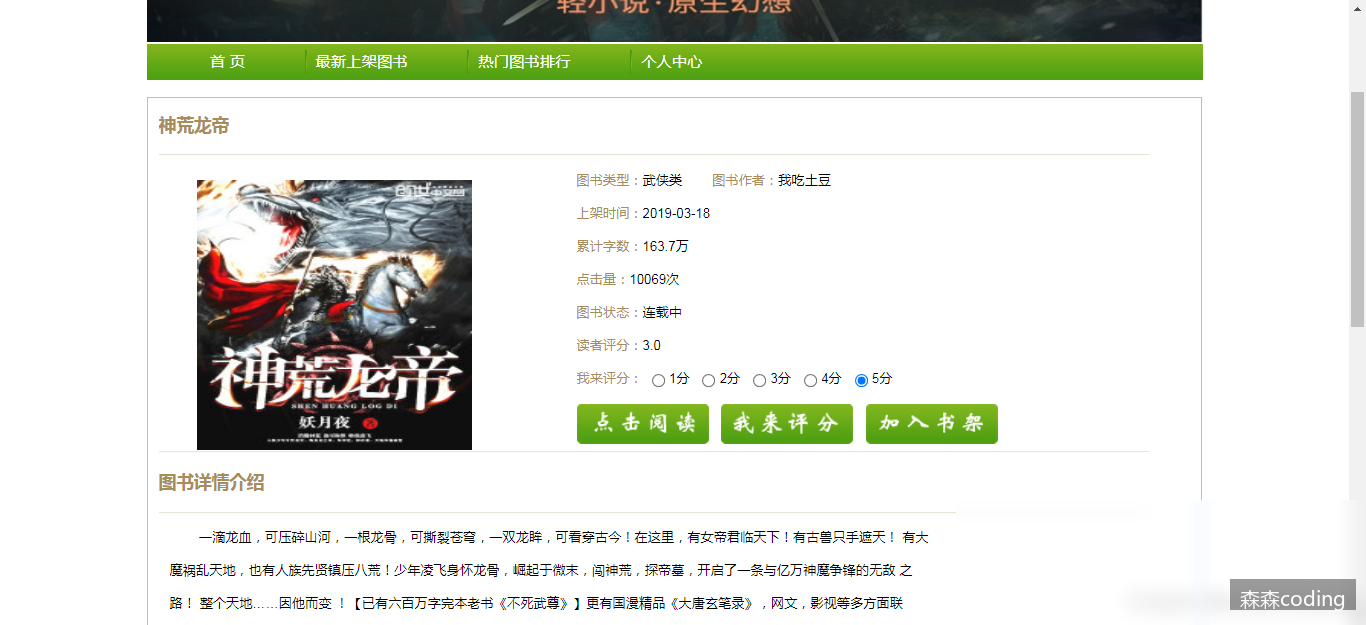 轻小说·原生幻想
首 页
最新上架图书
热门图书排行
个人中心
神荒龙帝
图书类型：武侠类 图书作者：我吃土豆
上架时间：2019-03-18
累计字数：163.7万
点击量：10069次
图书状态：连载中
读者评分：3.0
我来评分： 1分 2分 3分 4分 5分
点击阅读 我来评分 加入书架
创世中文网
神荒龙帝
SHEN HUANG LOG DI
妖月夜 著
图书详情介绍
一滴龙血，可压碎山河，一根龙骨，可撕裂苍穹，一双龙眸，可看穿古今！在这里，有女帝君临天下！有古兽只手遮天！ 有大
魔祸乱天地，也有人族先贤镇压八荒！少年凌飞身怀龙骨，崛起于微末，闯神荒，探帝墓，开启了一条与亿万神魔争锋的无敌 之
路！ 整个天地……因他而变 ！【已有六百万字完本老书《不死武尊》】更有国漫精品《大唐玄笔录》，网文，影视等多方面联
森森coding